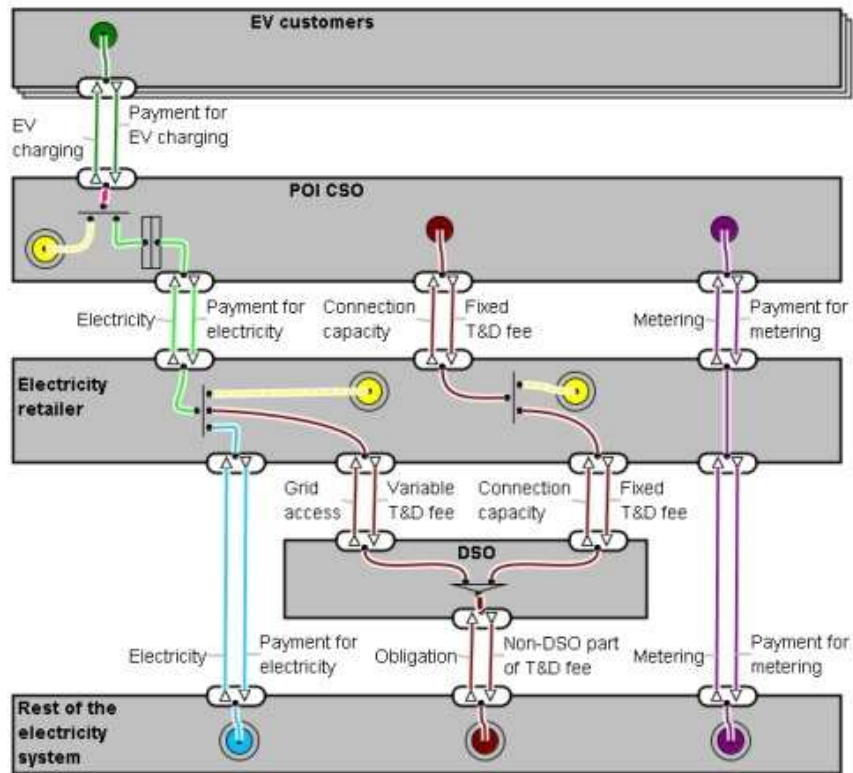 EV customers
EV
charging
Payment for
EV charging
POI CSO
Electricity
Payment for
electricity
Connection
capacity
Fixed
T&D fee
Metering
Payment for
metering
Electricity
retailer
Grid
access
Variable
T&D fee
Connection
capacity
Fixed
T&D fee
DSO
Electricity
Payment for
electricity
Obligation
Non-DSO part
of T&D fee
Metering
Payment for
metering
Rest of the
electricity
system